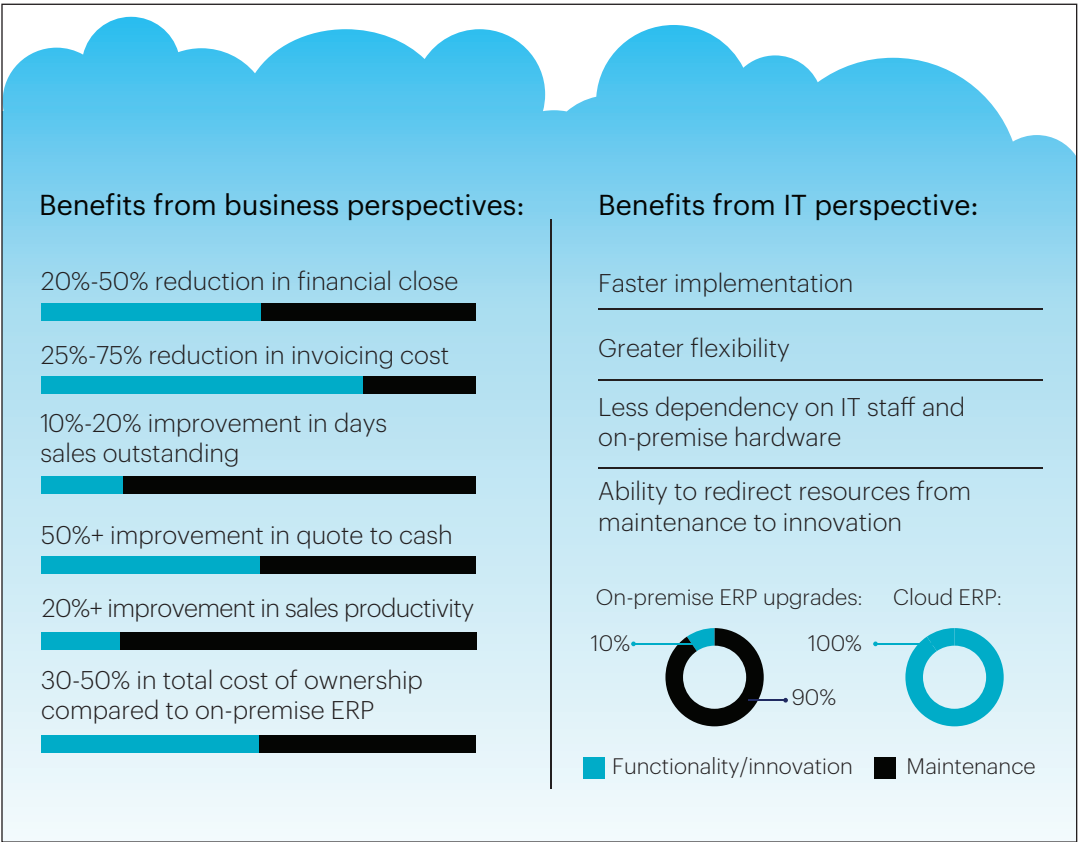 Benefits from business perspectives:
20%-50% reduction in financial close
25%-75% reduction in invoicing cost
10%-20% improvement in days
sales outstanding
50%+ improvement in quote to cash
20%+ improvement in sales productivity
30-50% in total cost of ownership
compared to on-premise ERP
Benefits from IT perspective:
Faster implementation
Greater flexibility
Less dependency on IT staff and
on-premise hardware
Ability to redirect resources from
maintenance to innovation
On-premise ERP upgrades:
10%
90%
Cloud ERP:
100%
Functionality/innovation
Maintenance